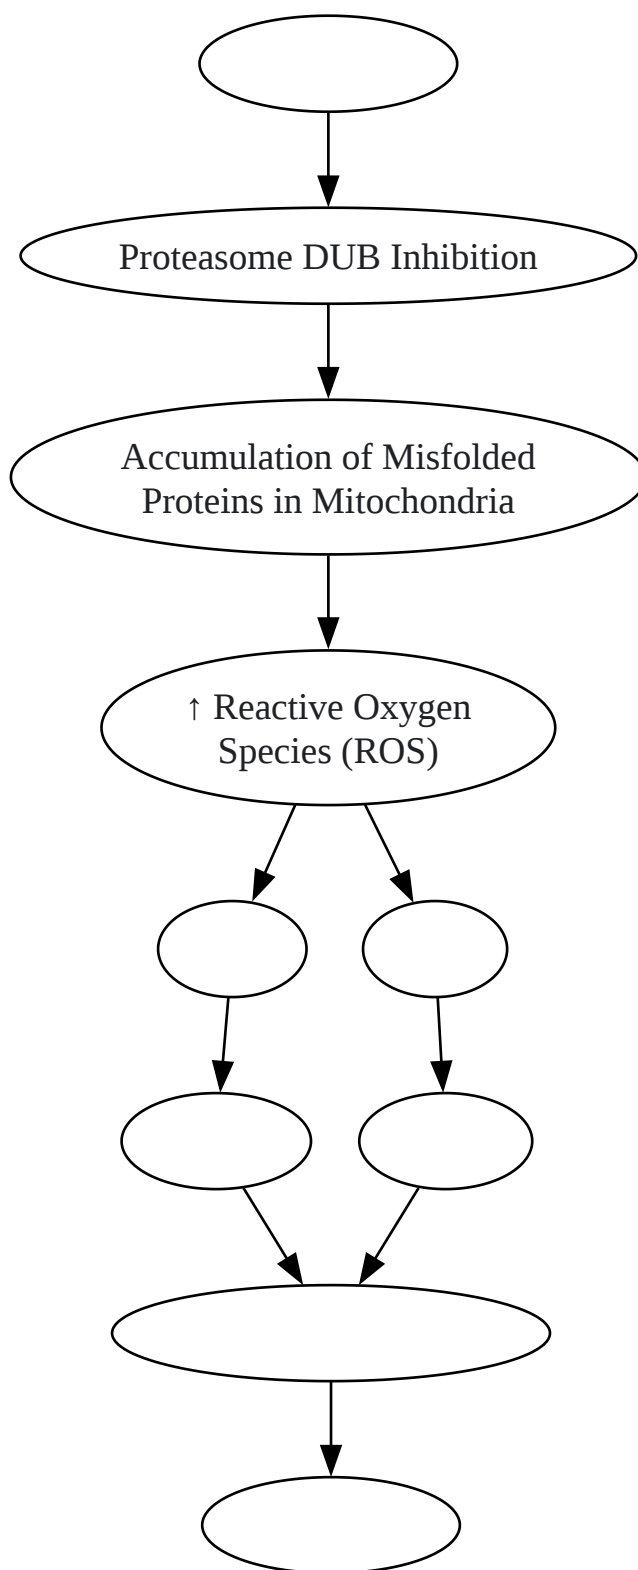 Proteasome DUB Inhibition
Accumulation of Misfolded
Proteins in Mitochondria
↑ Reactive Oxygen
Species (ROS)